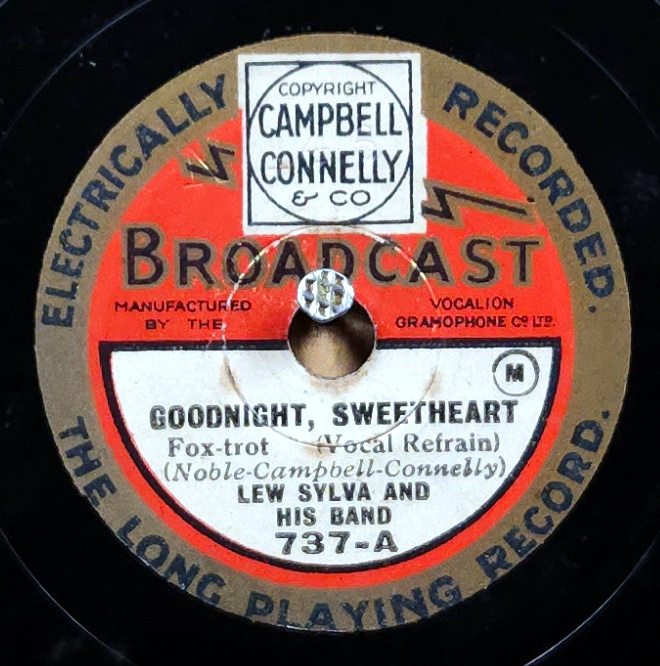 ELECTRICALLY RECORDED.
COPYRIGHT
CAMPBELL
CONNELLY
& CO
BROADCAST
MANUFACTURED
BY THE
VOCALION
GRAMOPHONE Cº LTD.
M
GOODNIGHT, SWEETHEART
Fox-trot (Vocal Refrain)
(Noble-Campbell-Connelly)
LEW SYLVA AND
HIS BAND
737-A
THE LONG PLAYING RECORD.